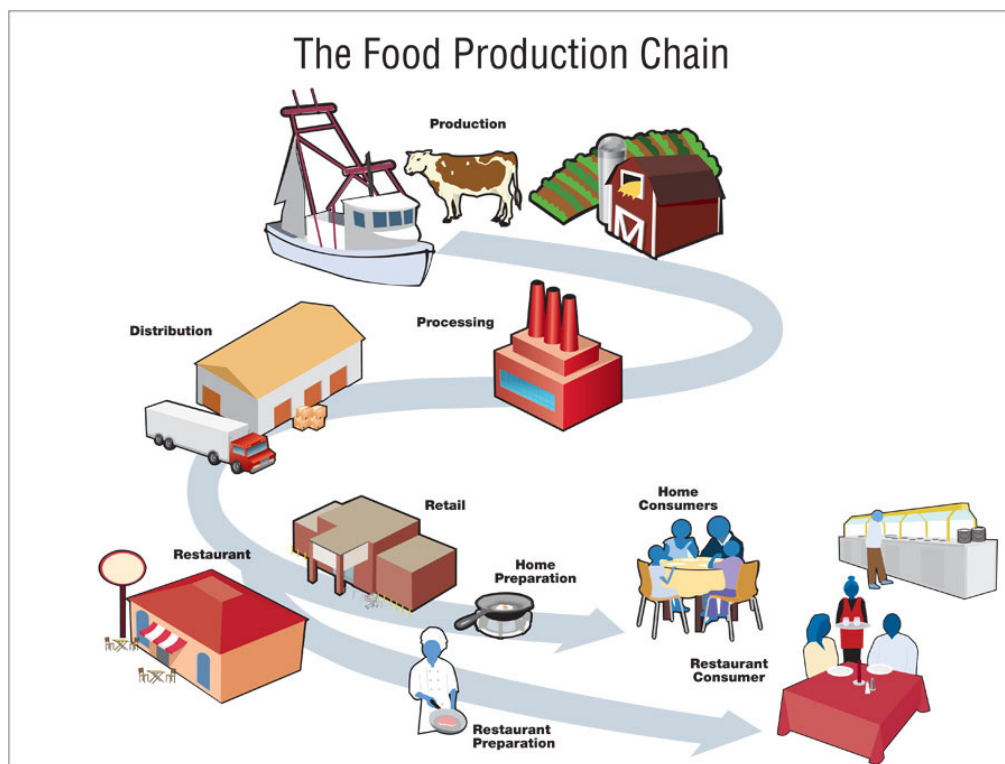 The Food Production Chain
Production
Processing
Distribution
Retail
Home
Consumers
Restaurant
Home
Preparation
Restaurant
Consumer
Restaurant
Preparation